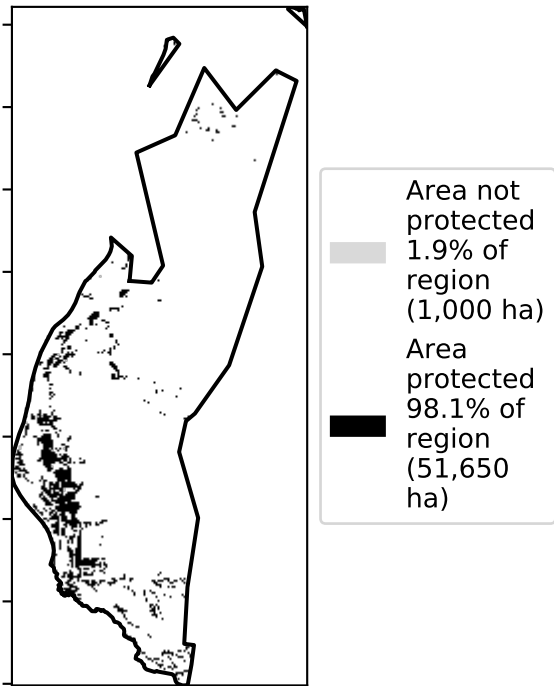 Area not
protected
1.9% of
region
(1,000 ha)
Area
protected
98.1% of
region
(51,650
ha)